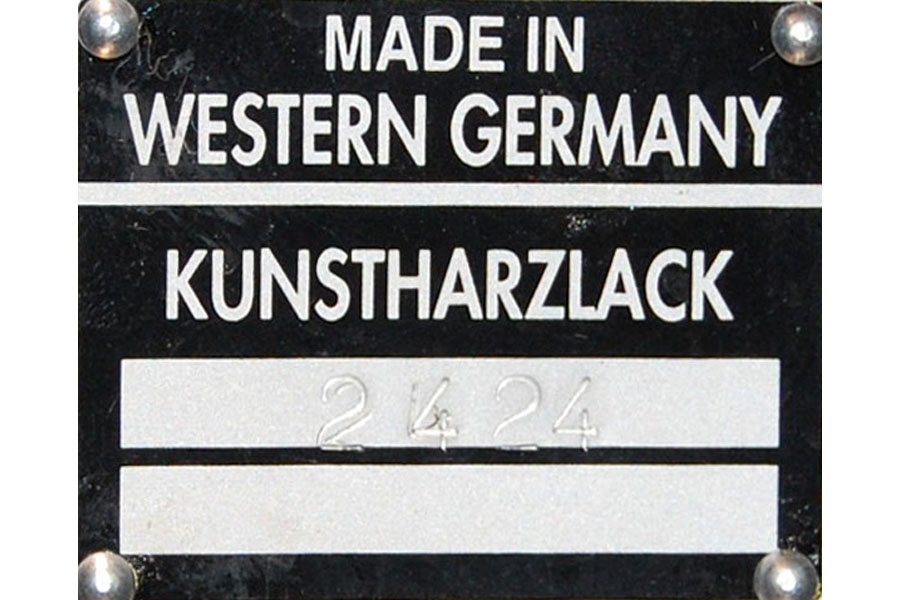 MADE IN
WESTERN GERMANY
KUNSTHARZLACK
2424